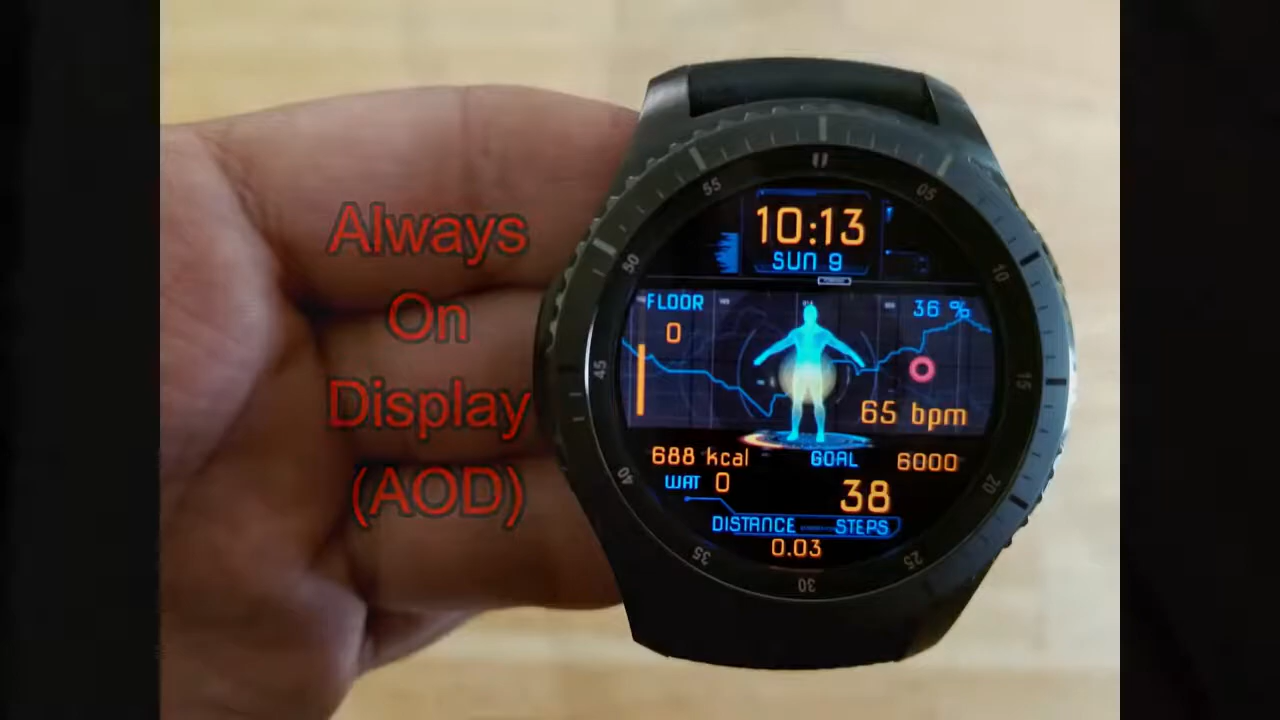 Always
On
Display
(AOD)
55
05
50
10
45
15
40
20
35
25
30
10:13
SUN 9
FLOOR
0
36 %
65 bpm
688 kcal
GOAL
6000
WAT 0
38
DISTANCE
STEPS
0.03